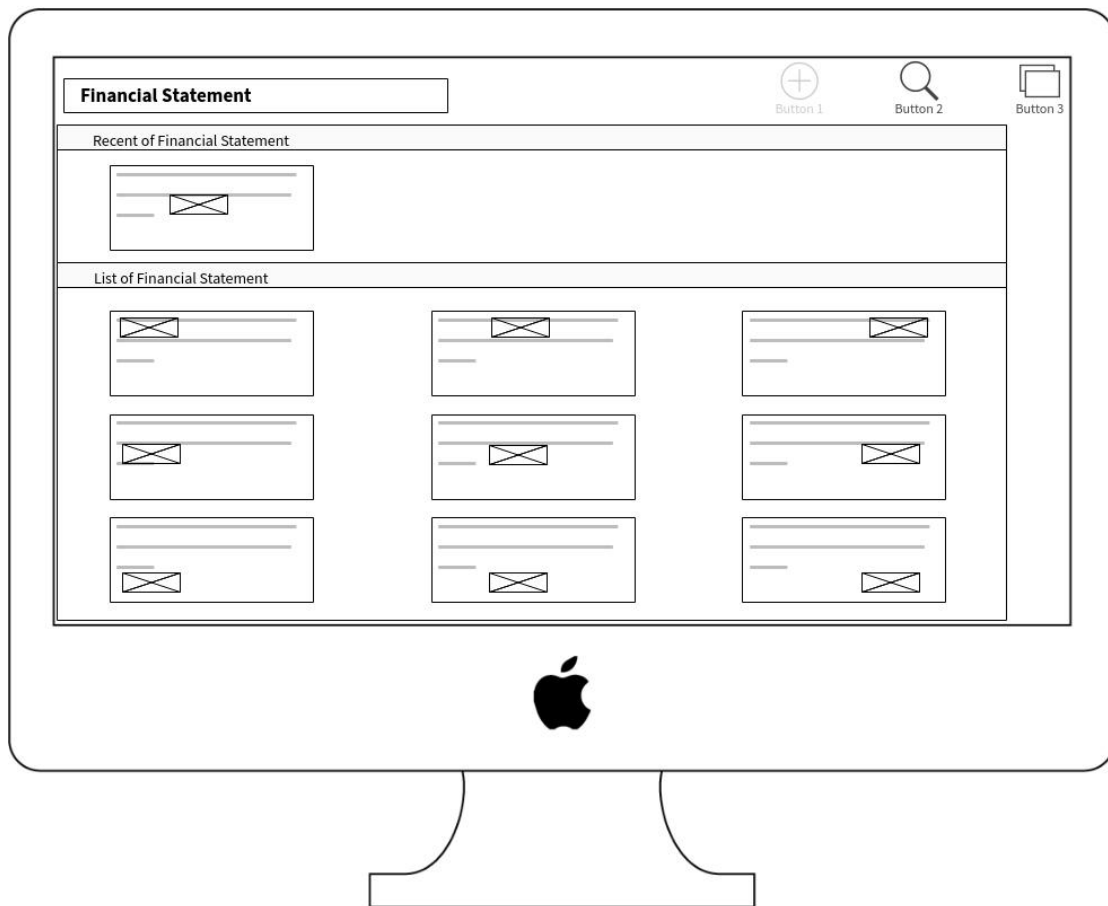 Financial Statement
Button 1
Button 2
Button 3
Recent of Financial Statement
List of Financial Statement